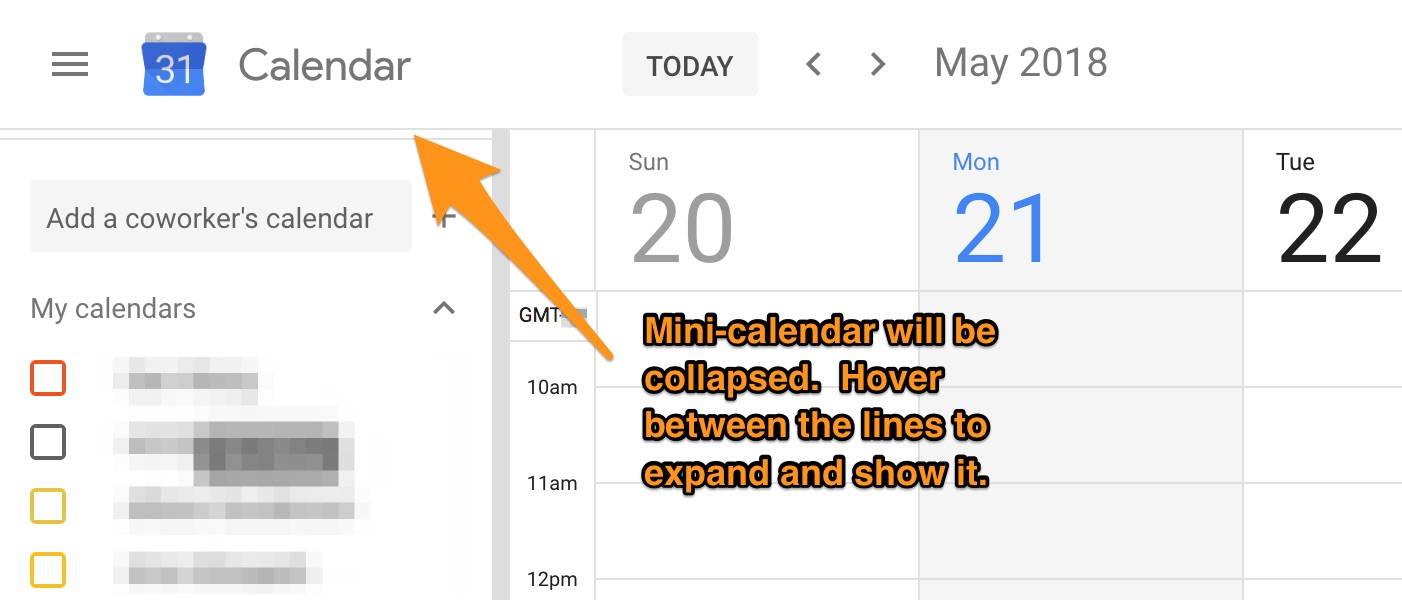 31 Calendar TODAY May 2018
Sun Mon Tue
20 21 22
Add a coworker's calendar
My calendars
GMT
Mini-calendar will be
collapsed. Hover
between the lines to
expand and show it.
10am
11am
12pm